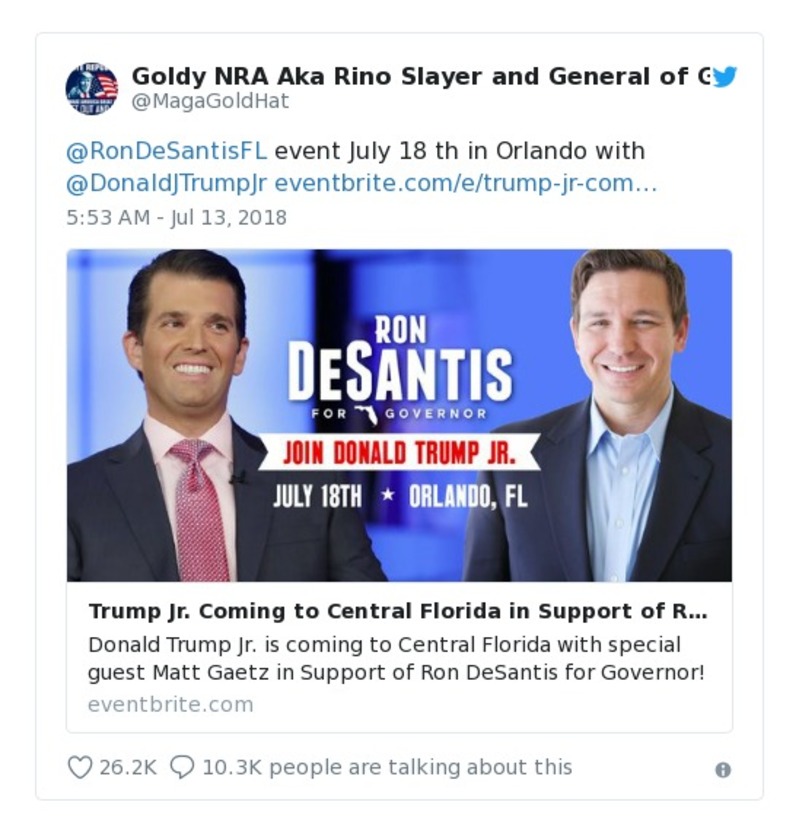 Goldy NRA Aka Rino Slayer and General of
@MagaGoldHat
@RonDeSantisFL event July 18 th in Orlando with
@DonaldJTrumpJr eventbrite.com/e/trump-jr-com…
5:53 AM - Jul 13, 2018
RON
DESANTIS
FOR GOVERNOR
JOIN DONALD TRUMP JR.
JULY 18TH ★ ORLANDO, FL
Trump Jr. Coming to Central Florida in Support of R...
Donald Trump Jr. is coming to Central Florida with special
guest Matt Gaetz in Support of Ron DeSantis for Governor!
eventbrite.com
26.2K 10.3K people are talking about this